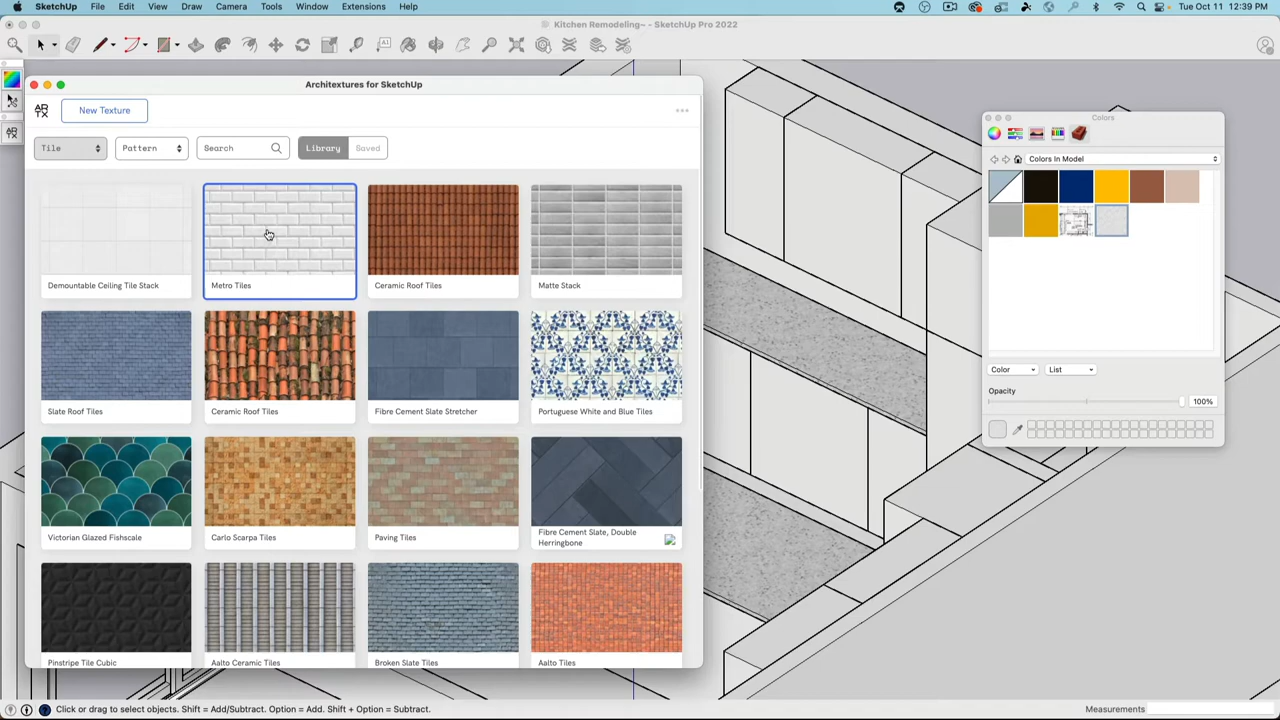 SketchUp File Edit View Draw Camera Tools Window Extensions Help
Tue Oct 11 12:39 PM
Kitchen Remodeling~ - SketchUp Pro 2022
Architextures for SketchUp
AR
TX
New Texture
Tile
Pattern
Search
Library
Saved
Demountable Ceiling Tile Stack
Metro Tiles
Ceramic Roof Tiles
Matte Stack
Slate Roof Tiles
Ceramic Roof Tiles
Fibre Cement Slate Stretcher
Portuguese White and Blue Tiles
Victorian Glazed Fishscale
Carlo Scarpa Tiles
Paving Tiles
Fibre Cement Slate, Double
Herringbone
Pinstripe Tile Cubic
Aalto Ceramic Tiles
Broken Slate Tiles
Aalto Tiles
Colors
Colors In Model
Color
List
Opacity
100%
Click or drag to select objects. Shift = Add/Subtract. Option = Add. Shift + Option = Subtract.
Measurements